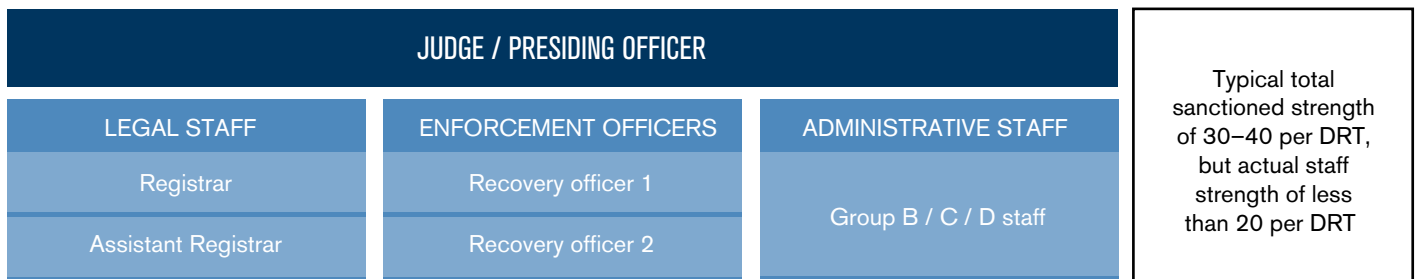 JUDGE / PRESIDING OFFICER
LEGAL STAFF
Registrar
Assistant Registrar
ENFORCEMENT OFFICERS
Recovery officer 1
Recovery officer 2
ADMINISTRATIVE STAFF
Group B / C / D staff
Typical total
sanctioned strength
of 30–40 per DRT,
but actual staff
strength of less
than 20 per DRT